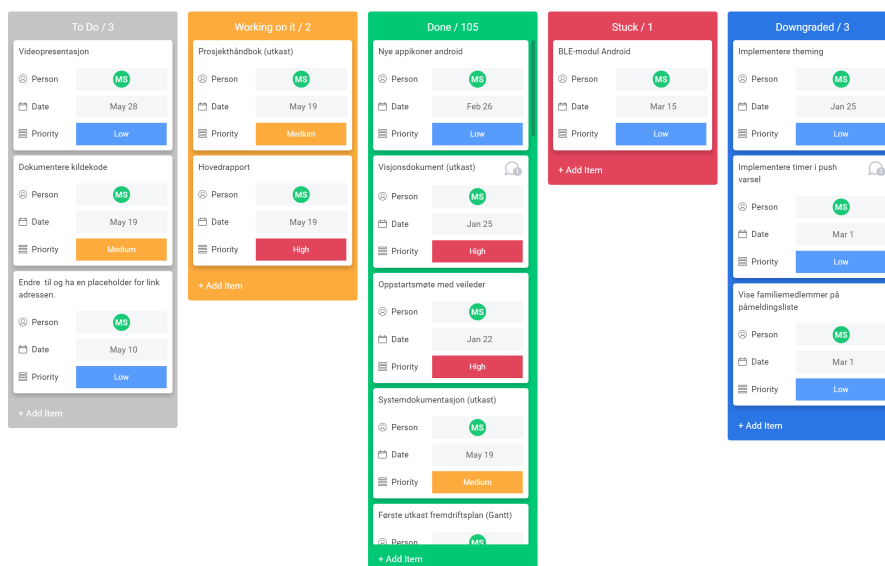 To Do / 3
Videopresentasjon
Person MS
Date May 28
Priority Low
Dokumentere kildekode
Person MS
Date May 19
Priority Medium
Endre til og ha en placeholder for link
adressen.
Person MS
Date May 10
Priority Low
+ Add Item
Working on it / 2
Prosjekthåndbok (utkast)
Person MS
Date May 19
Priority Medium
Hovedrapport
Person MS
Date May 19
Priority High
+ Add Item
Done / 105
Nye appikoner android
Person MS
Date Feb 26
Priority Low
Visjonsdokument (utkast) 1
Person MS
Date Jan 25
Priority High
Oppstartsmøte med veileder
Person MS
Date Jan 22
Priority High
Systemdokumentasjon (utkast)
Person MS
Date May 19
Priority Medium
Første utkast fremdriftsplan (Gantt)
Person MS
+ Add Item
Stuck / 1
BLE-modul Android
Person MS
Date Mar 15
Priority Low
+ Add Item
Downgraded / 3
Implementere theming
Person MS
Date Jan 25
Priority Low
Implementere timer i push 1
varsel
Person MS
Date Mar 1
Priority Low
Vise familiemedlemmer på
påmeldingsliste
Person MS
Date Mar 1
Priority Low
+ Add Item